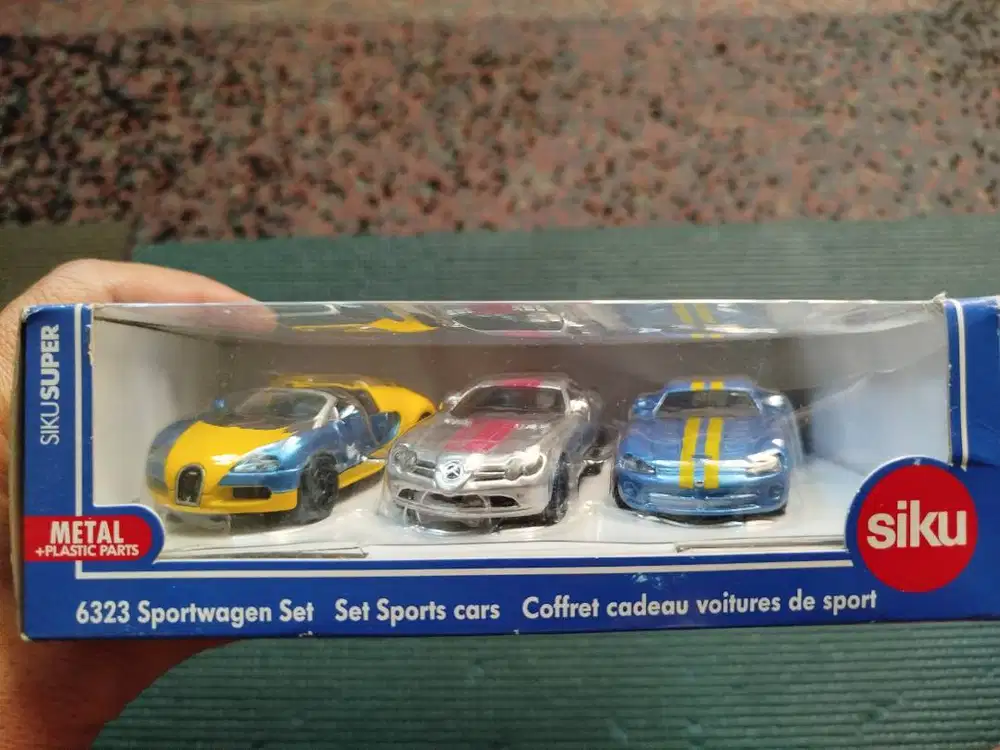 SIKUSUPER
METAL
+PLASTIC PARTS
siku
6323 Sportwagen Set Set Sports cars Coffret cadeau voitures de sport